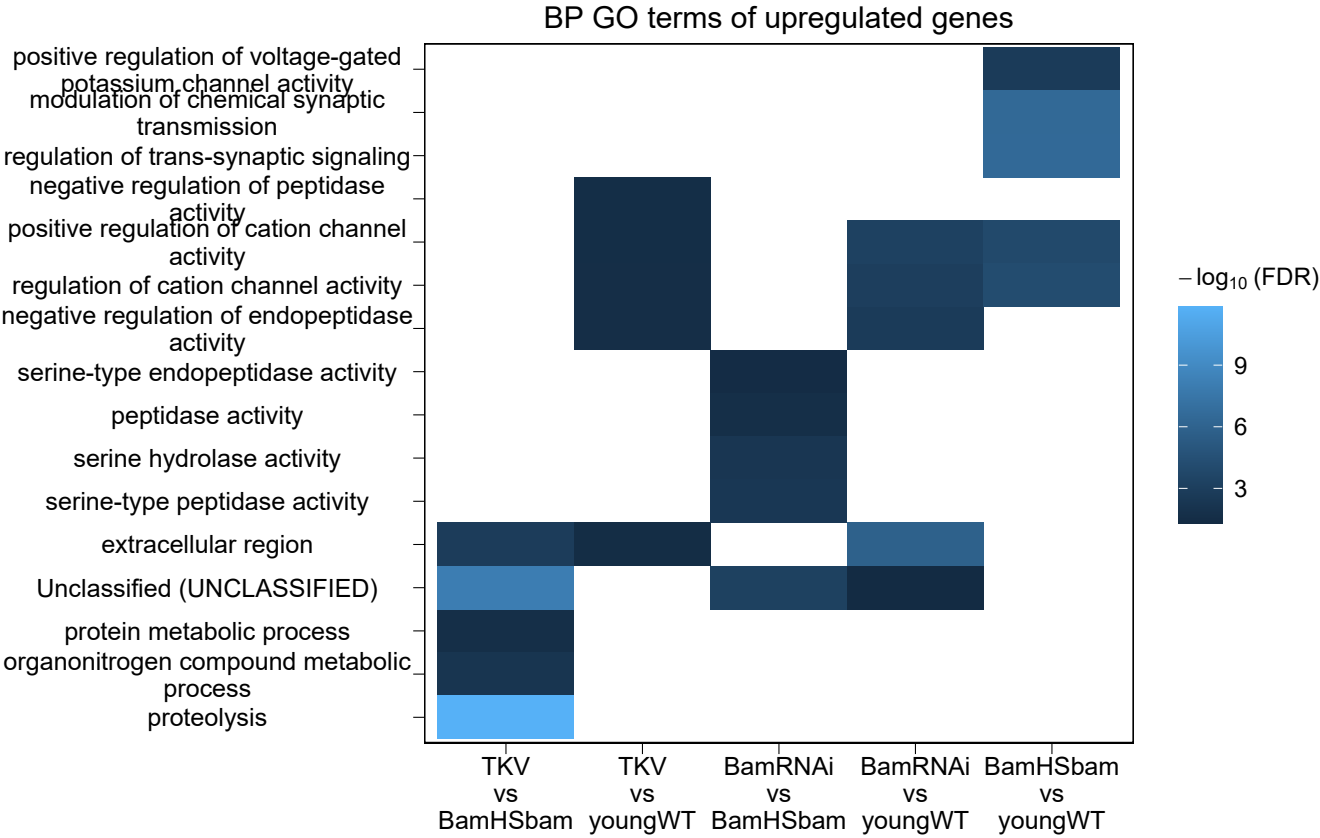 BP GO terms of upregulated genes
positive regulation of voltage-gated
potassium channel activity
modulation of chemical synaptic
transmission
regulation of trans-synaptic signaling
negative regulation of peptidase
activity
positive regulation of cation channel
activity
regulation of cation channel activity
negative regulation of endopeptidase
activity
serine-type endopeptidase activity
peptidase activity
serine hydrolase activity
serine-type peptidase activity
extracellular region
Unclassified (UNCLASSIFIED)
protein metabolic process
organonitrogen compound metabolic
process
proteolysis
TKV
vs
BamHSbam
TKV
vs
youngWT
BamRNAi
vs
BamHSbam
BamRNAi
vs
youngWT
BamHSbam
vs
youngWT
−log₁₀ (FDR)
9
6
3